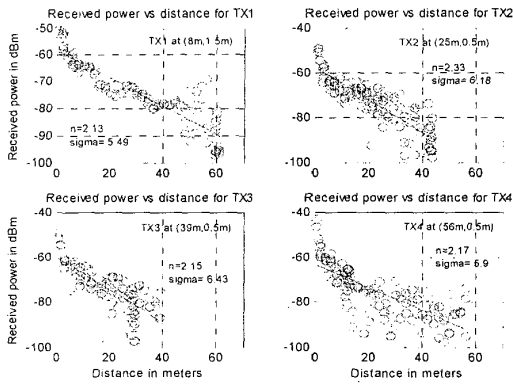 Received power vs distance for TX1
Received power in dBm
-50
-60
-70
-80
-90
-100
TX1 at (8m,1.5m)
n=2.13
sigma=5.49
0
20
40
60
Received power vs distance for TX2
-40
-60
-80
-100
TX2 at (25m,0.5m)
n=2.33
sigma= 6.18
0
20
40
60
Received power vs distance for TX3
Received power in dBm
-40
-60
-80
-100
TX3 at (39m,0.5m)
n=2.15
sigma= 6.43
0
20
40
60
Distance in meters
Received power vs distance for TX4
-40
-60
-80
-100
TX4 at (56m,0.5m)
n=2.17
sigma= 6.9
0
20
40
60
Distance in meters